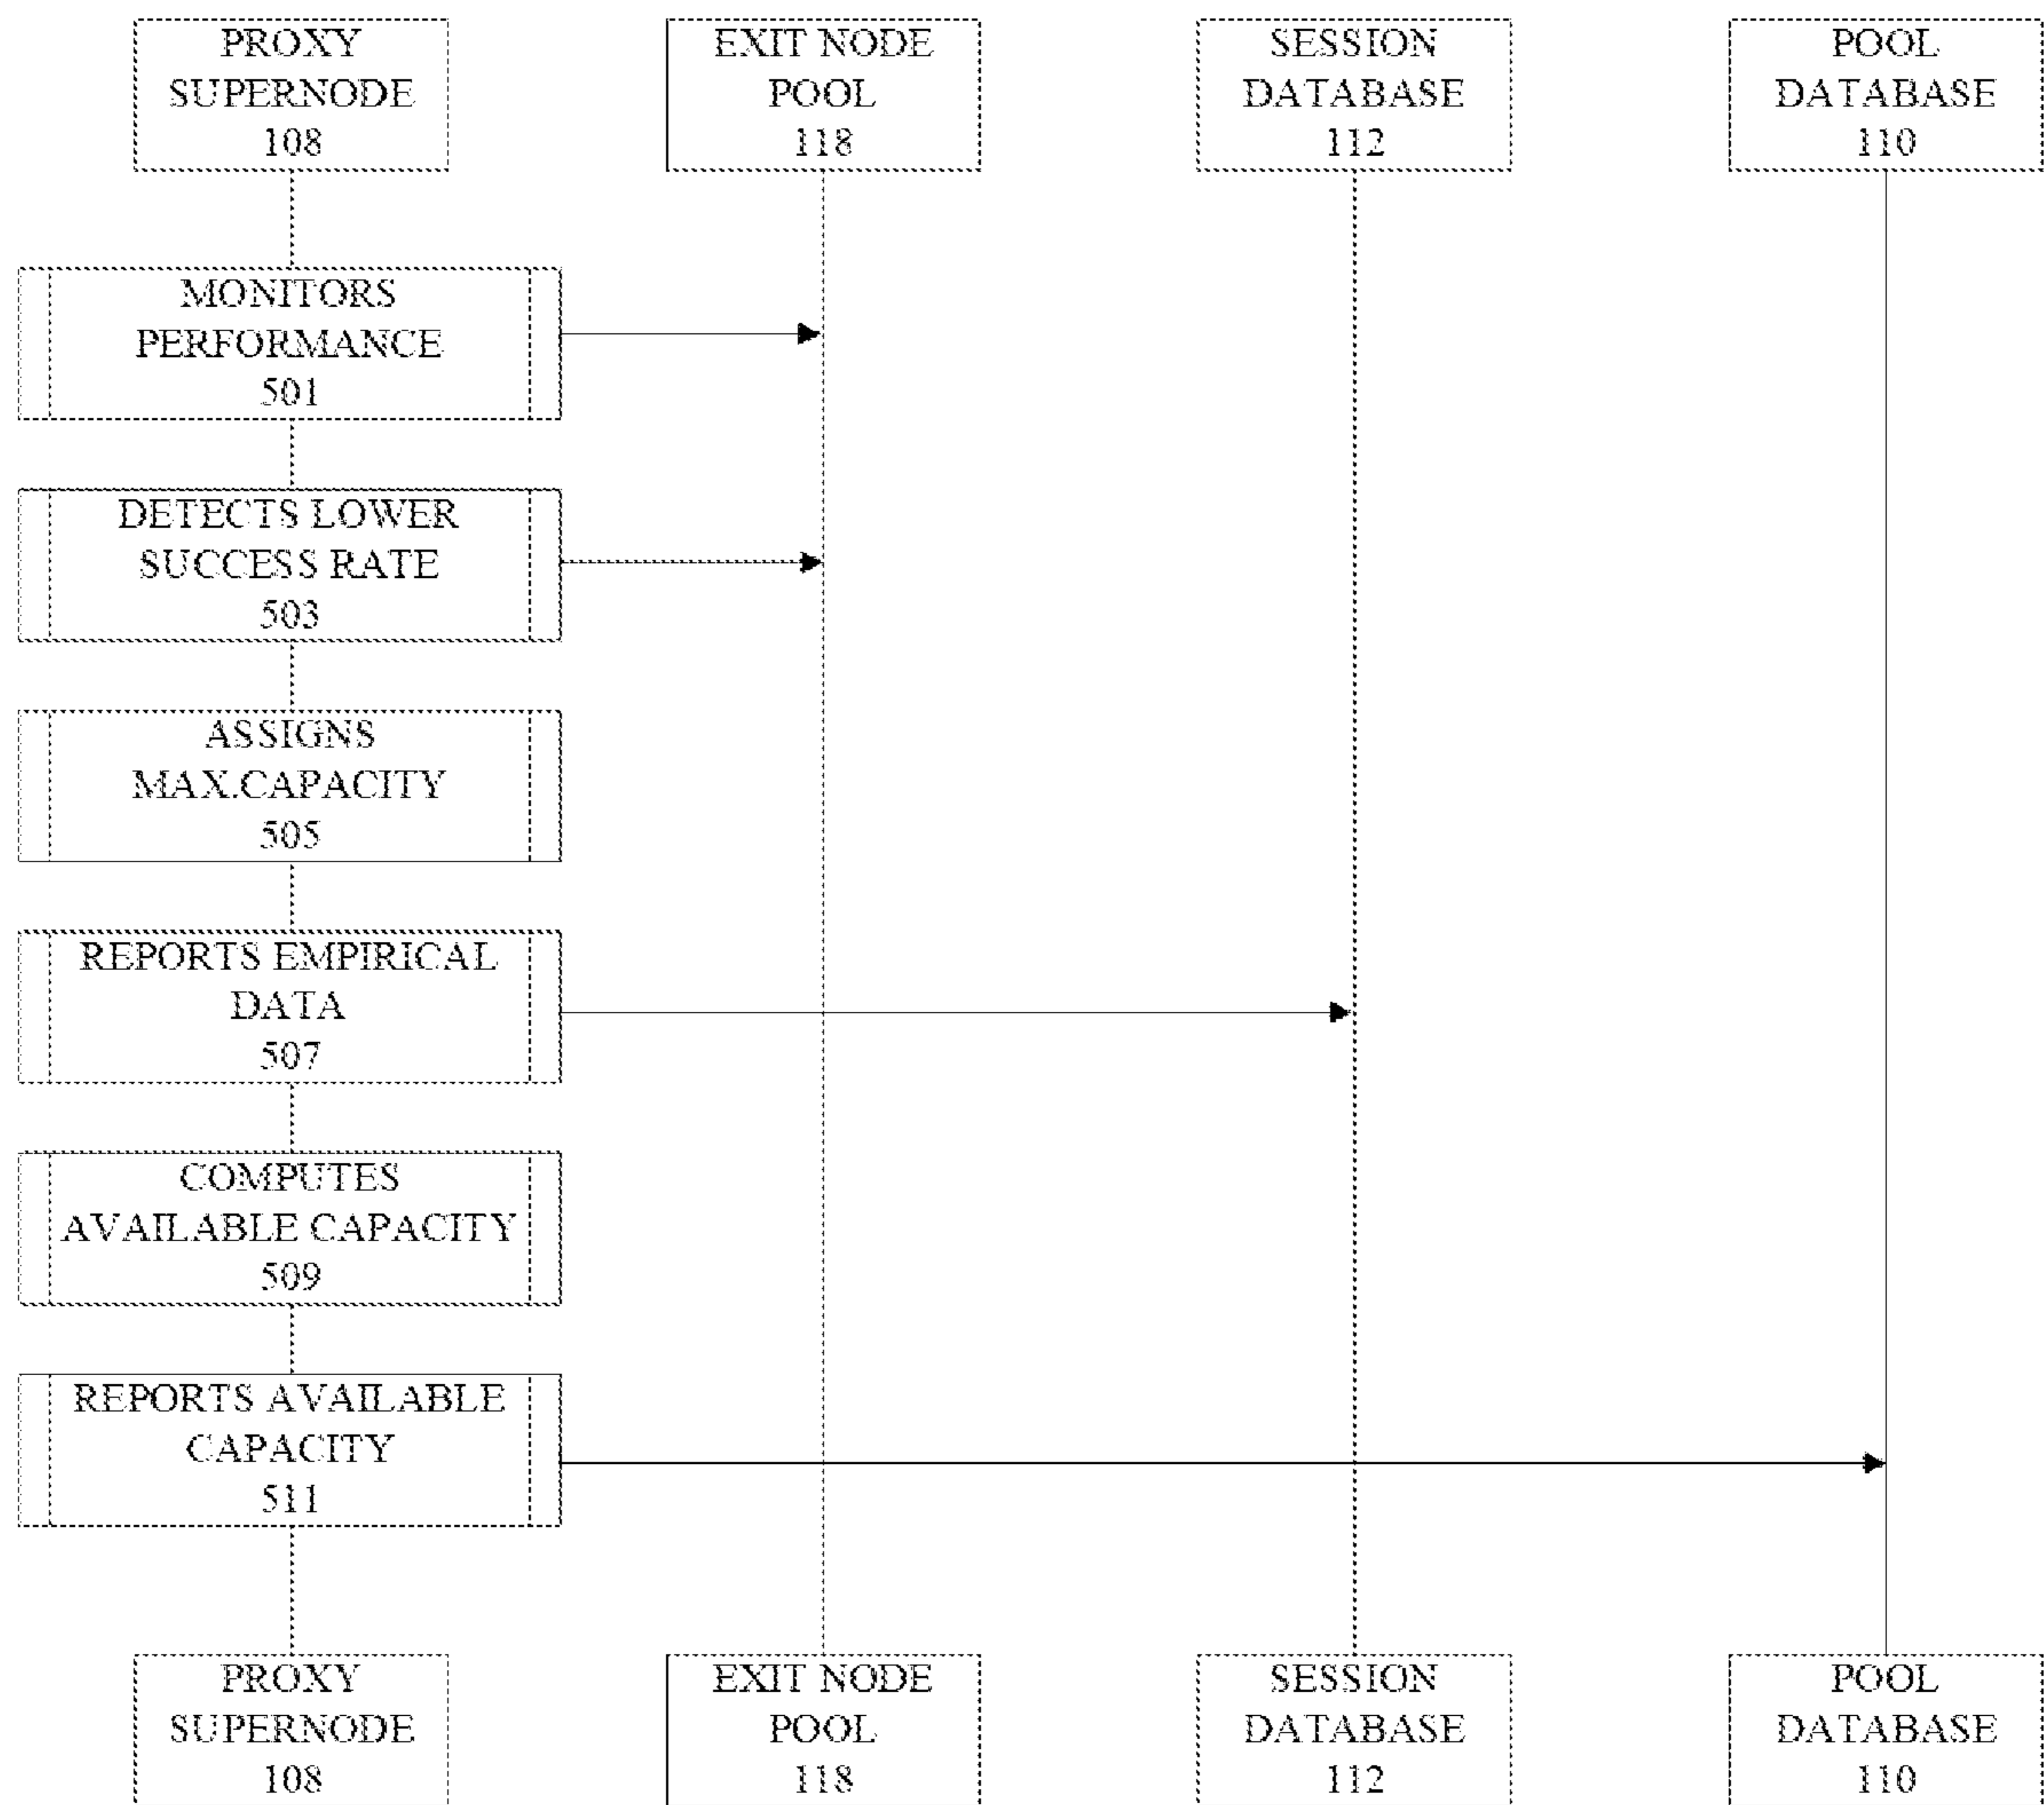 PROXY
SUPERNODE
108
EXIT NODE
POOL
118
SESSION
DATABASE
112
POOL
DATABASE
110
MONITORS
PERFORMANCE
501
DETECTS LOWER
SUCCESS RATE
503
ASSIGNS
MAX.CAPACITY
505
REPORTS EMPIRICAL
DATA
507
COMPUTES
AVAILABLE CAPACITY
509
REPORTS AVAILABLE
CAPACITY
511
PROXY
SUPERNODE
108
EXIT NODE
POOL
118
SESSION
DATABASE
112
POOL
DATABASE
110